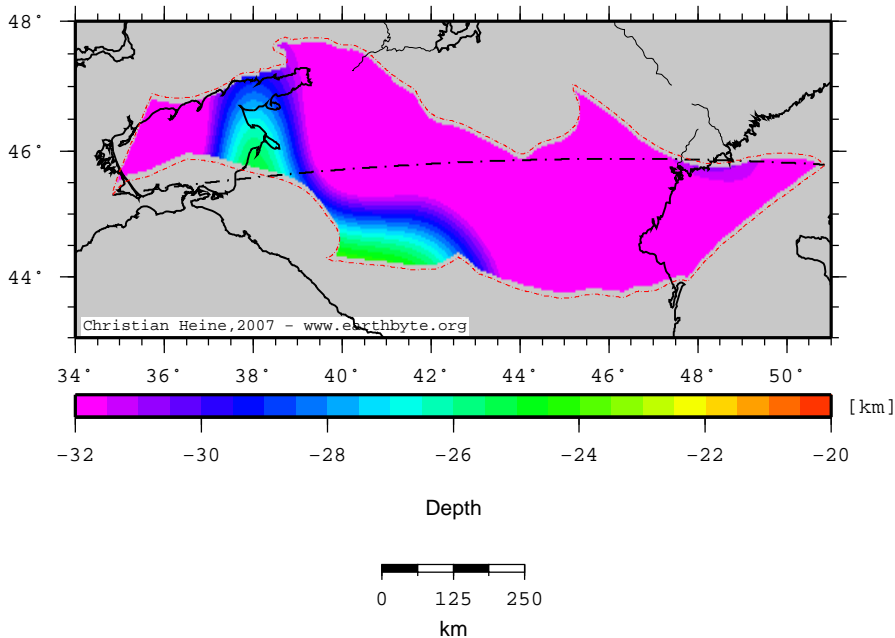 48°
46°
44°
Christian Heine,2007 - www.earthbyte.org
34° 36° 38° 40° 42° 44° 46° 48° 50°
[km]
-32 -30 -28 -26 -24 -22 -20
Depth
0 125 250
km